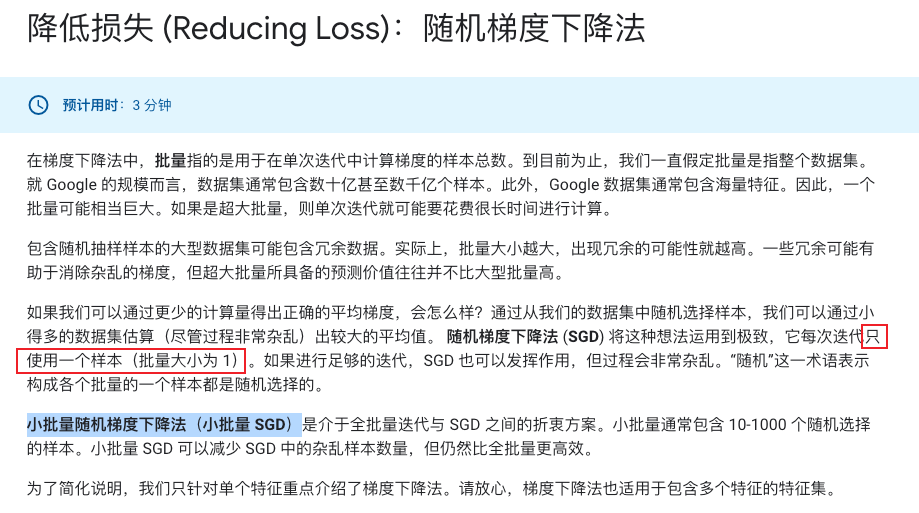 降低损失 (Reducing Loss)：随机梯度下降法
预计用时：3 分钟
在梯度下降法中，批量指的是用于在单次迭代中计算梯度的样本总数。到目前为止，我们一直假定批量是指整个数据集。
就 Google 的规模而言，数据集通常包含数十亿甚至数千亿个样本。此外，Google 数据集通常包含海量特征。因此，一个
批量可能相当巨大。如果是超大批量，则单次迭代就可能要花费很长时间进行计算。
包含随机抽样样本的大型数据集可能包含冗余数据。实际上，批量大小越大，出现冗余的可能性就越高。一些冗余可能有
助于消除杂乱的梯度，但超大批量所具备的预测价值往往并不比大型批量高。
如果我们可以通过更少的计算量得出正确的平均梯度，会怎么样？通过从我们的数据集中随机选择样本，我们可以通过小
得多的数据集估算（尽管过程非常杂乱）出较大的平均值。 随机梯度下降法 (SGD) 将这种想法运用到极致，它每次迭代只
使用一个样本（批量大小为 1）。如果进行足够的迭代，SGD 也可以发挥作用，但过程会非常杂乱。“随机”这一术语表示
构成各个批量的一个样本都是随机选择的。
小批量随机梯度下降法（小批量 SGD）是介于全批量迭代与 SGD 之间的折衷方案。小批量通常包含 10-1000 个随机选择
的样本。小批量 SGD 可以减少 SGD 中的杂乱样本数量，但仍然比全批量更高效。
为了简化说明，我们只针对单个特征重点介绍了梯度下降法。请放心，梯度下降法也适用于包含多个特征的特征集。